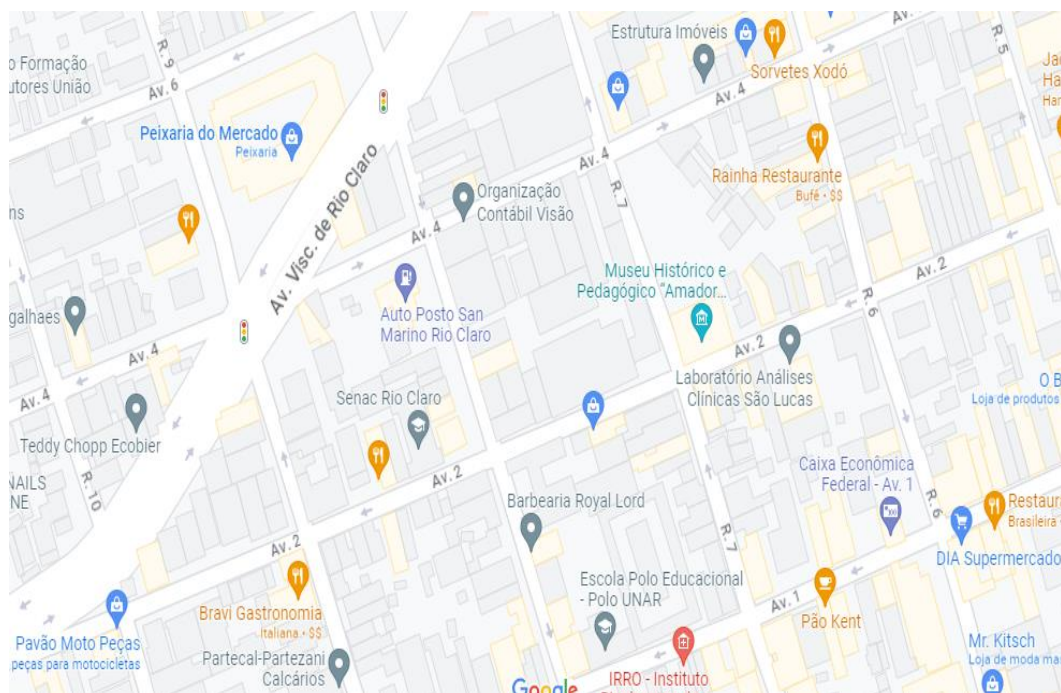 R. 9
Av. 6
o Formação
utores União
Peixaria do Mercado
Peixaria
Av. Visc. de Rio Claro
Estrutura Imóveis
Av. 4
Sorvetes Xodó
Av. 4
R. 5
Ja
Ha
Har
Av. 4
R. 7
Rainha Restaurante
Bufê · $$
Organização
Contábil Visão
Av. 4
ns
Museu Histórico e
Pedagógico "Amador...
Av. 2
R. 6
galhaes
Auto Posto San
Marino Rio Claro
Av. 4
Av. 4
Av. 2
Laboratório Análises
Clínicas São Lucas
O B
Loja de produtos
Senac Rio Claro
Teddy Chopp Ecobier
R. 10
NAILS
NE
Av. 2
Caixa Econômica
Federal - Av. 1
R. 6
Barbearia Royal Lord
Restaura
Brasileira ·
Av. 2
R. 7
DIA Supermercado
Escola Polo Educacional
- Polo UNAR
Av. 1
Bravi Gastronomia
Italiana · $$
Pão Kent
Pavão Moto Peças
peças para motocicletas
Partecal-Partezani
Calcários
Mr. Kitsch
Loja de moda mas
Google
IRRO - Instituto